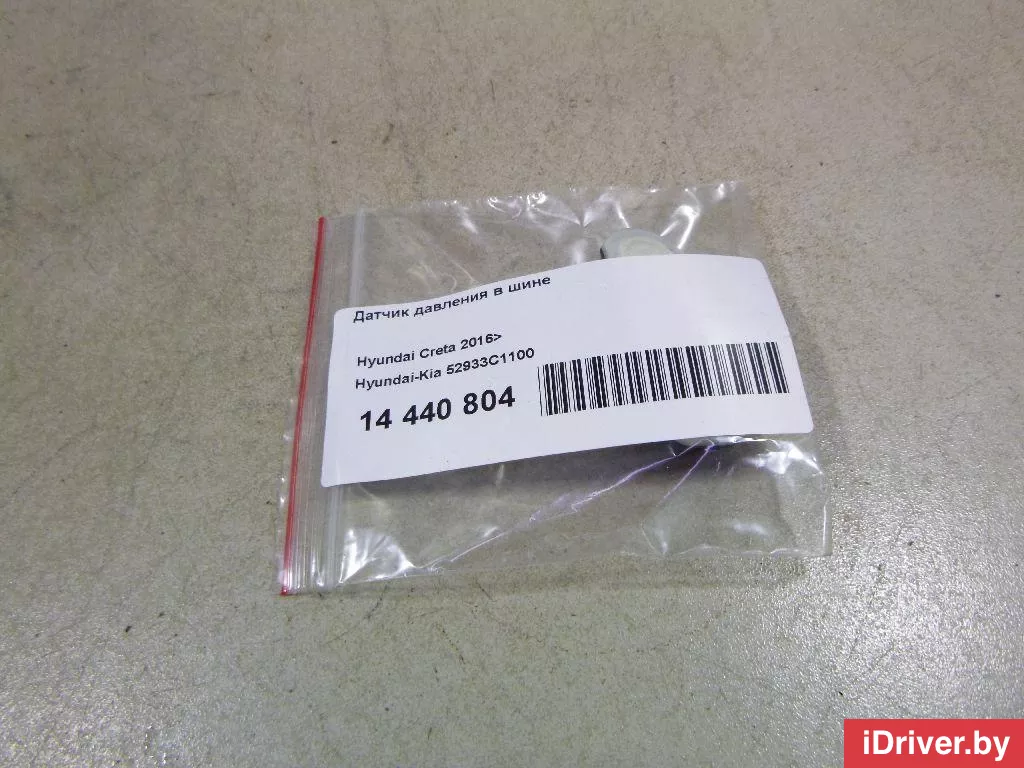 Датчик давления в шине
Hyundai Creta 2016>
Hyundai-Kia 52933C1100
14 440 804
iDriver.by